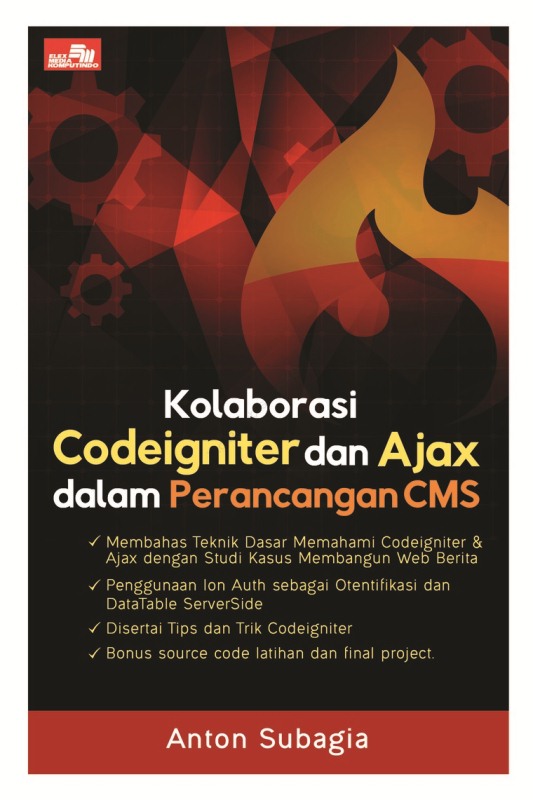 ELEX
MEDIA
KOMPUTINDO
Kolaborasi
Codeigniter dan Ajax
dalam Perancangan CMS
✓ Membahas Teknik Dasar Memahami Codeigniter &
Ajax dengan Studi Kasus Membangun Web Berita
✓ Penggunaan Ion Auth sebagai Otentifikasi dan
DataTable ServerSide
✓ Disertai Tips dan Trik Codeigniter
✓ Bonus source code latihan dan final project.
Anton Subagia